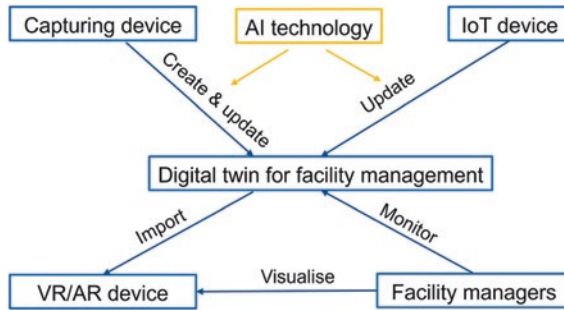 Capturing device
AI technology
IoT device
Create & update
Update
Digital twin for facility management
Import
Monitor
Visualise
VR/AR device
Facility managers